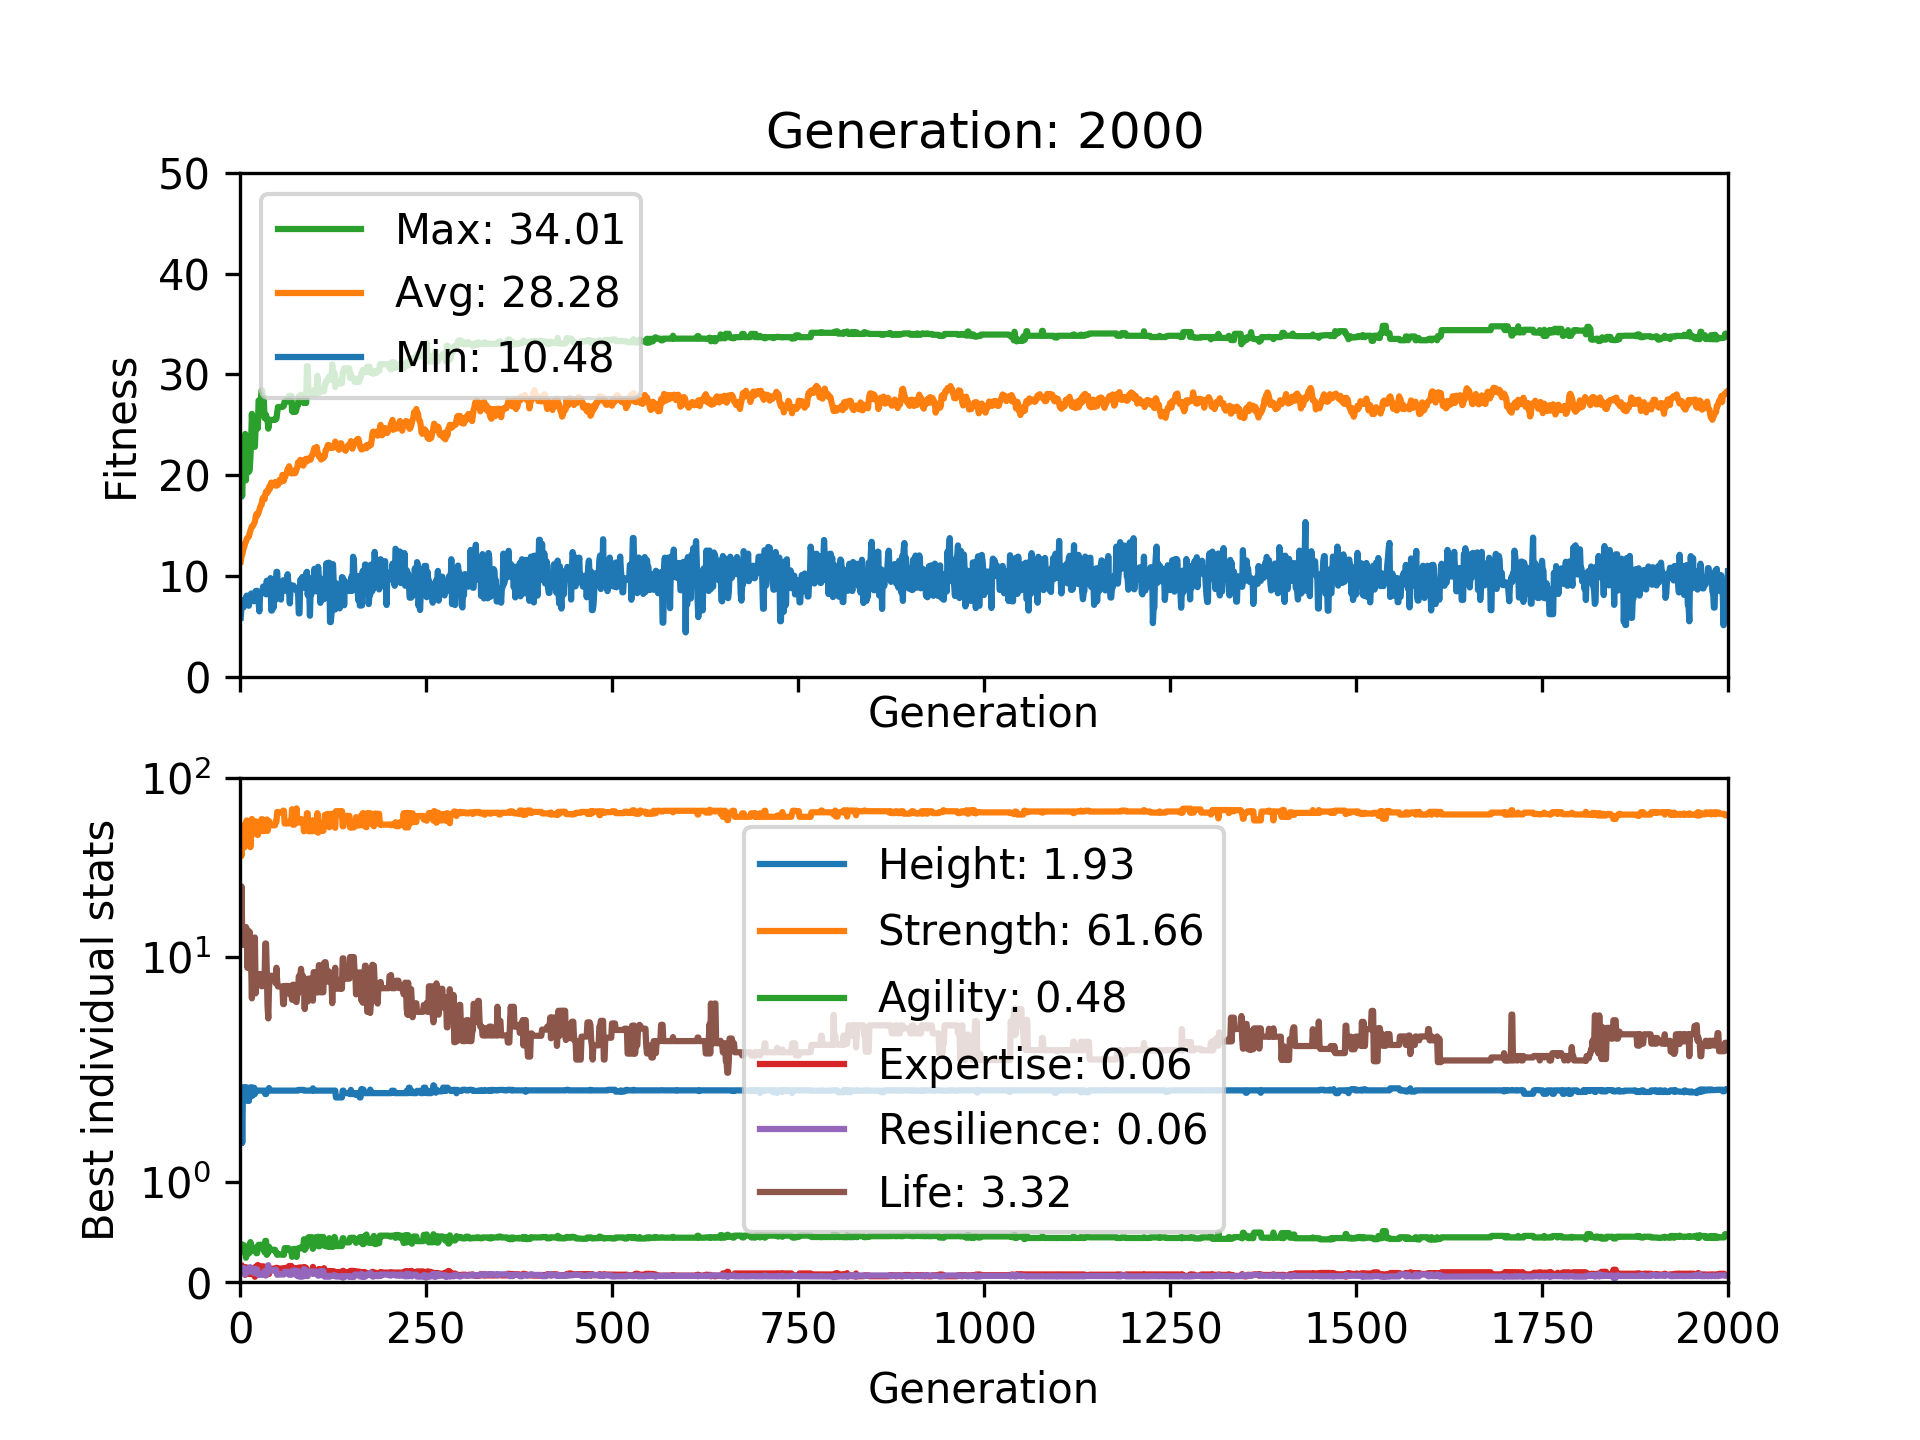 Generation: 2000
50
40
30
20
10
0
Fitness
Max: 34.01
Avg: 28.28
Min: 10.48
Generation
10²
10¹
10⁰
0
Best individual stats
Height: 1.93
Strength: 61.66
Agility: 0.48
Expertise: 0.06
Resilience: 0.06
Life: 3.32
0 250 500 750 1000 1250 1500 1750 2000
Generation